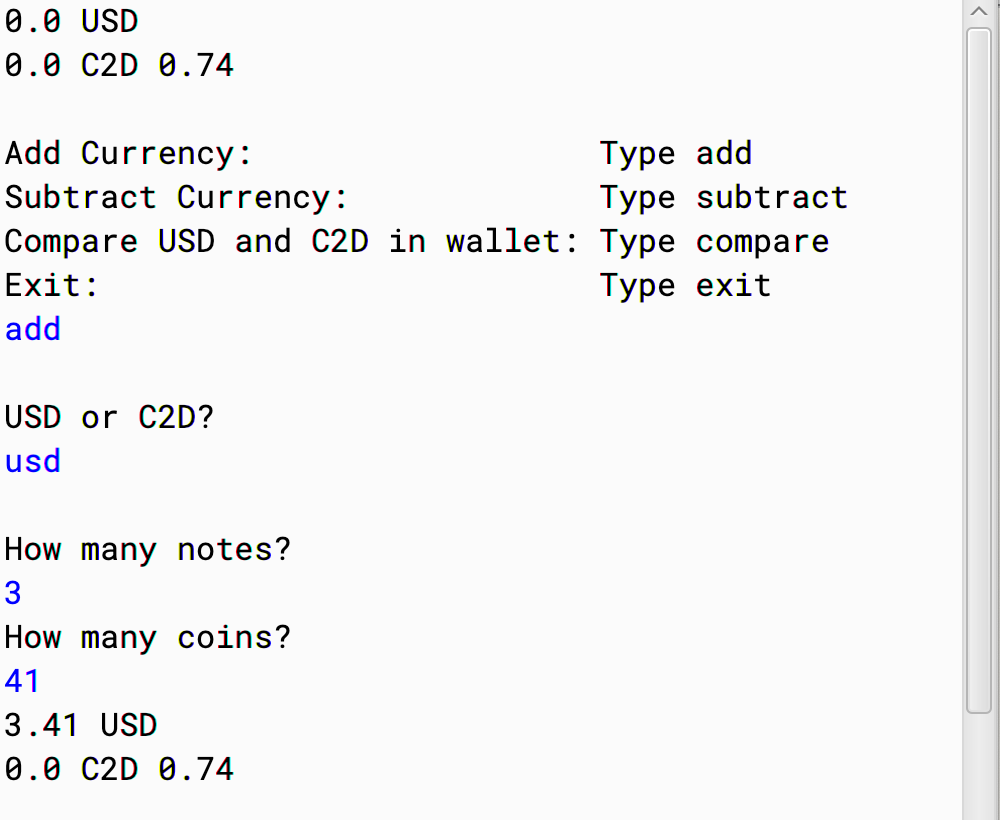 0.0 USD
0.0 C2D 0.74
Add Currency: Type add
Subtract Currency: Type subtract
Compare USD and C2D in wallet: Type compare
Exit: Type exit
add
USD or C2D?
usd
How many notes?
3
How many coins?
41
3.41 USD
0.0 C2D 0.74